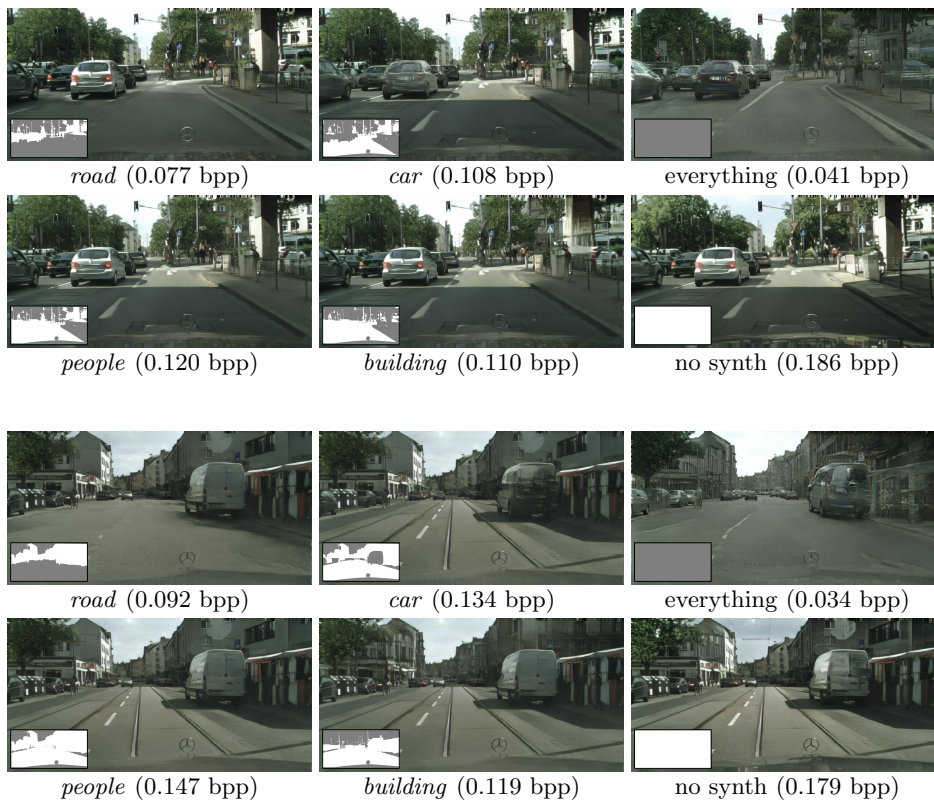 road (0.077 bpp) car (0.108 bpp) everything (0.041 bpp)
people (0.120 bpp) building (0.110 bpp) no synth (0.186 bpp)
road (0.092 bpp) car (0.134 bpp) everything (0.034 bpp)
people (0.147 bpp) building (0.119 bpp) no synth (0.179 bpp)